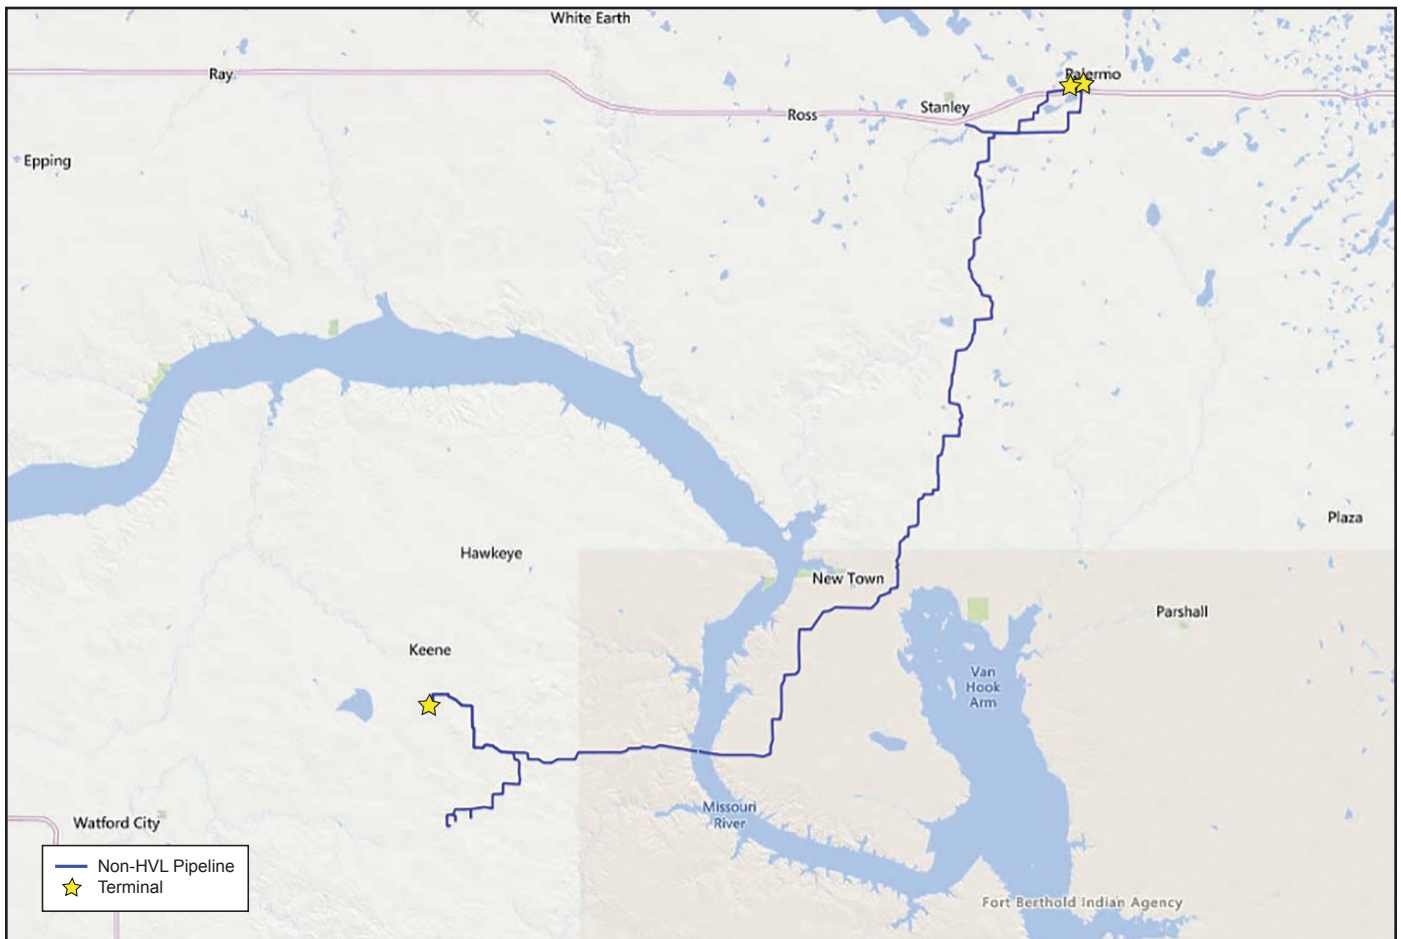 White Earth
Ray
Palermo
Stanley
Ross
Epping
Plaza
Hawkeye
New Town
Parshall
Keene
Van
Hook
Arm
Missouri
River
Watford City
Non-HVL Pipeline
Terminal
Fort Berthold Indian Agency